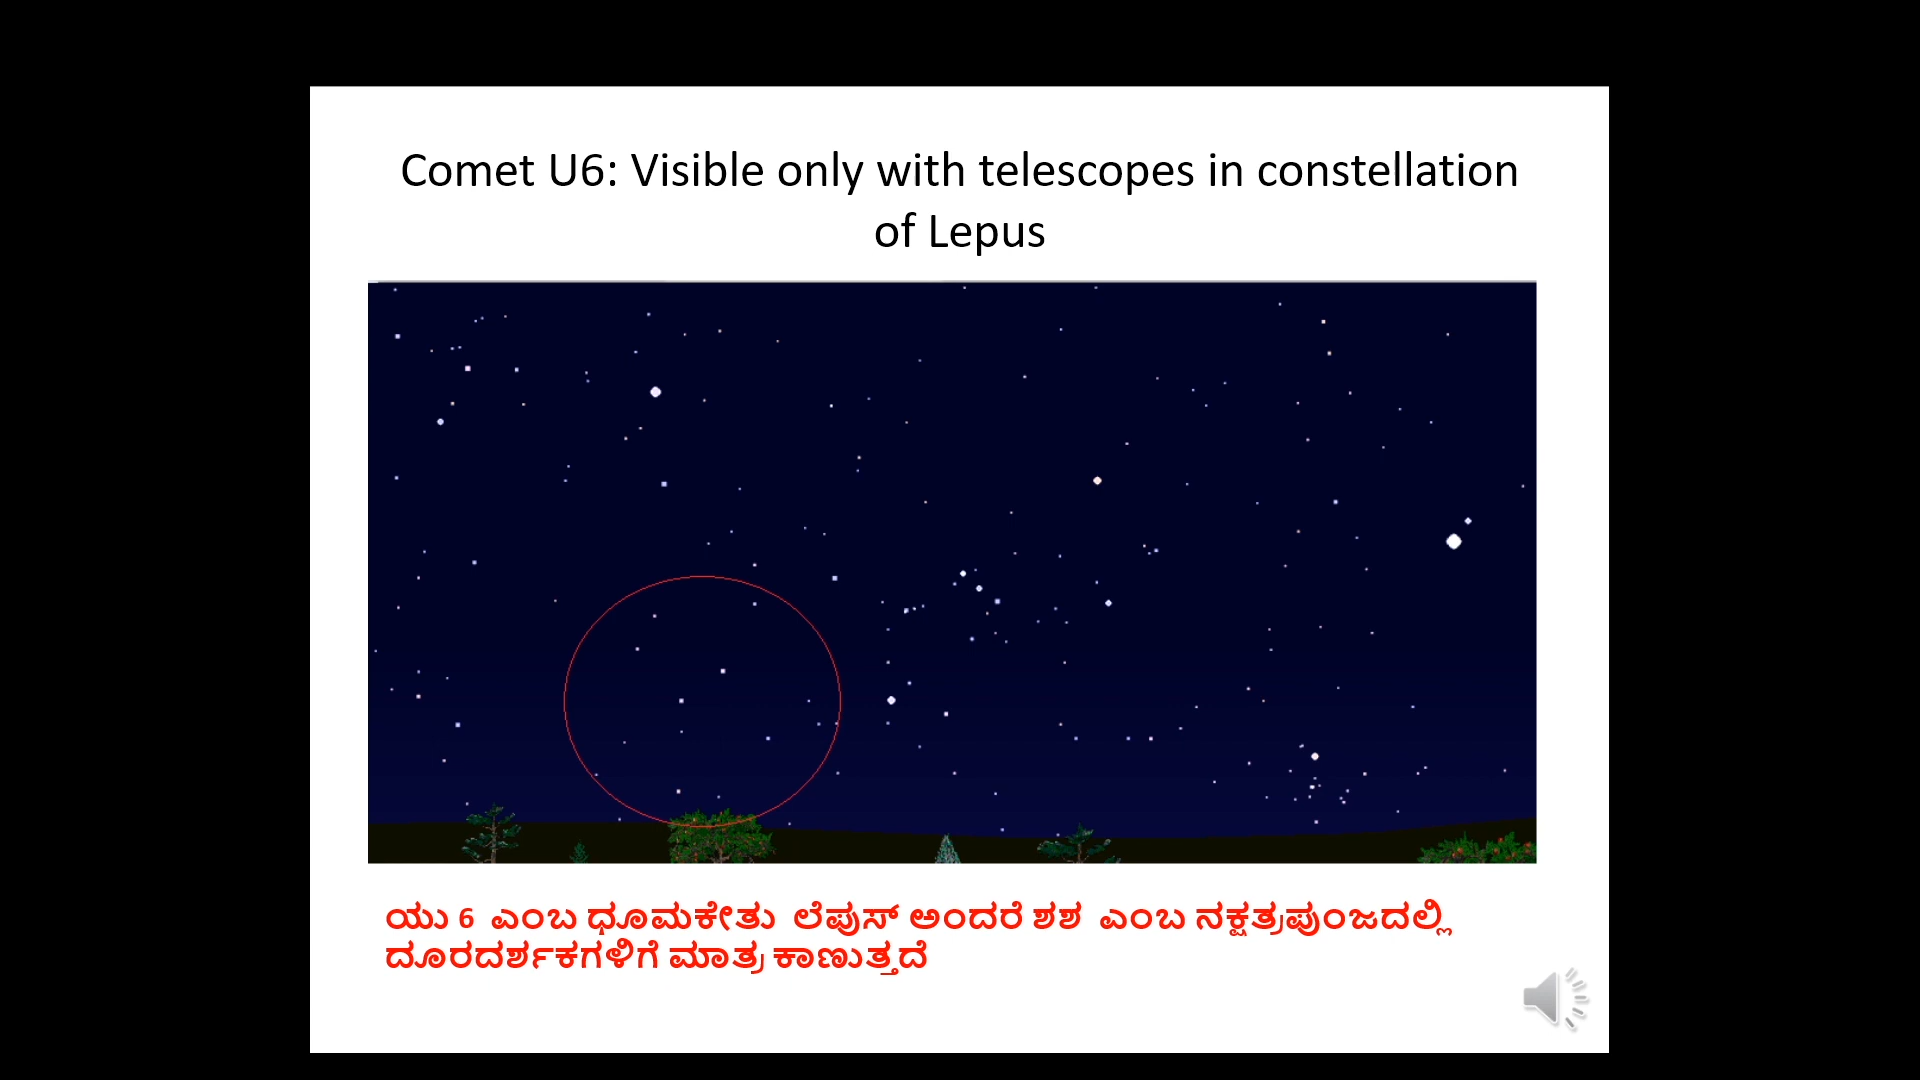 Comet U6: Visible only with telescopes in constellation
of Lepus
ಯು 6 ಎಂಬ ಧೂಮಕೇತು ಲೆಪುಸ್ ಅಂದರೆ ಶಶ ಎಂಬ ನಕ್ಷತ್ರಪುಂಜದಲ್ಲಿ
ದೂರದರ್ಶಕಗಳಿಗೆ ಮಾತ್ರ ಕಾಣುತ್ತದೆ